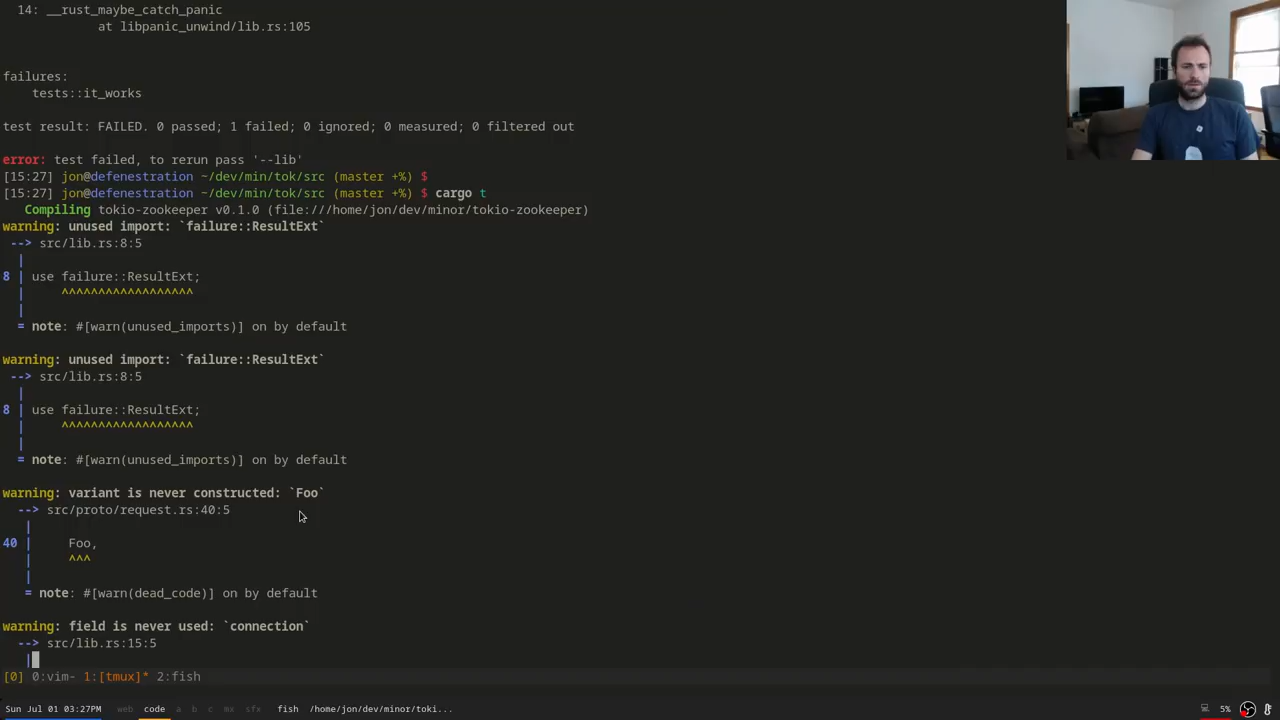 14: __rust_maybe_catch_panic
at libpanic_unwind/lib.rs:105
failures:
tests::it_works
test result: FAILED. 0 passed; 1 failed; 0 ignored; 0 measured; 0 filtered out
error: test failed, to rerun pass '--lib'
[15:27] jon@defenestration ~/dev/min/tok/src (master +%) $
[15:27] jon@defenestration ~/dev/min/tok/src (master +%) $ cargo t
Compiling tokio-zookeeper v0.1.0 (file:///home/jon/dev/minor/tokio-zookeeper)
warning: unused import: `failure::ResultExt`
--> src/lib.rs:8:5
|
8 | use failure::ResultExt;
| ^^^^^^^^^^^^^^^^^^
|
= note: #[warn(unused_imports)] on by default
warning: unused import: `failure::ResultExt`
--> src/lib.rs:8:5
|
8 | use failure::ResultExt;
| ^^^^^^^^^^^^^^^^^^
|
= note: #[warn(unused_imports)] on by default
warning: variant is never constructed: `Foo`
--> src/proto/request.rs:40:5
|
40 | Foo,
| ^^^
|
= note: #[warn(dead_code)] on by default
warning: field is never used: `connection`
--> src/lib.rs:15:5
|
[0] 0:vim- 1:[tmux]* 2:fish
Sun Jul 01 03:27PM web code a b c mx sfx fish /home/jon/dev/minor/toki... 5%